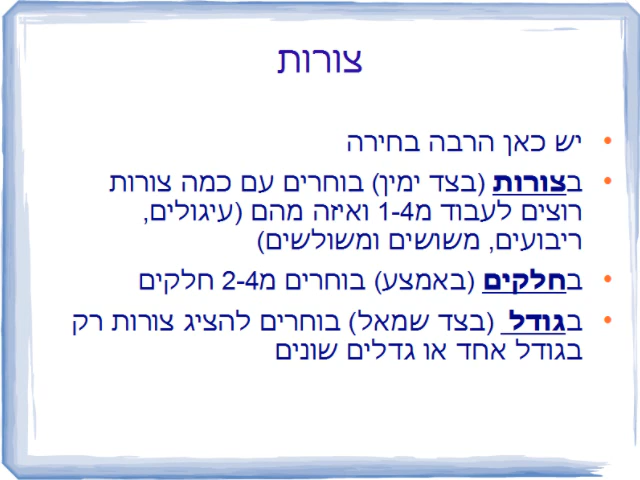 צורות
• יש כאן הרבה בחירה
• בצורות (בצד ימין) בוחרים עם כמה צורות
רוצים לעבוד מ1-4 ואיזה מהם (עיגולים,
ריבועים, משושים ומשולשים)
• בחלקים (באמצע) בוחרים מ2-4 חלקים
• בגודל (בצד שמאל) בוחרים להציג צורות רק
בגודל אחד או גדלים שונים